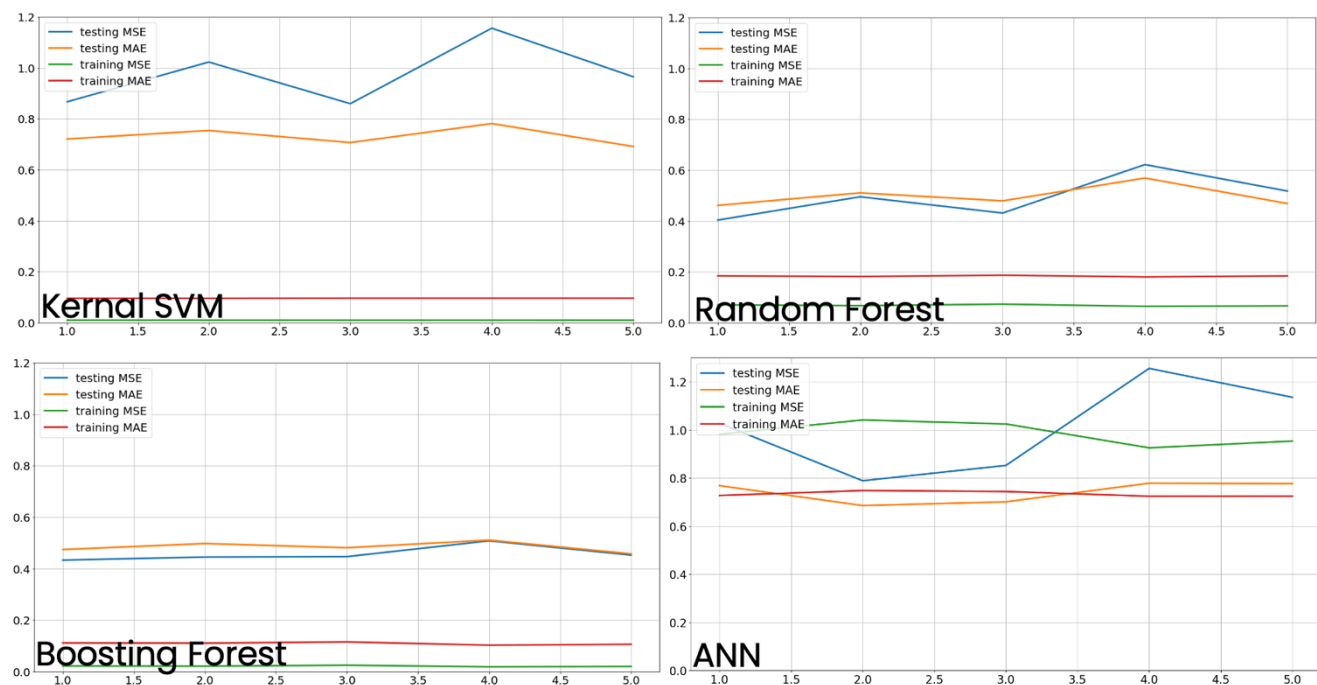 1.2
1.0
0.8
0.6
0.4
0.2
0.0
testing MSE
testing MAE
training MSE
training MAE
Kernal SVM
1.0 1.5 2.0 2.5 3.0 3.5 4.0 4.5 5.0
1.2
1.0
0.8
0.6
0.4
0.2
0.0
testing MSE
testing MAE
training MSE
training MAE
Random Forest
1.0 1.5 2.0 2.5 3.0 3.5 4.0 4.5 5.0
1.2
1.0
0.8
0.6
0.4
0.2
0.0
testing MSE
testing MAE
training MSE
training MAE
Boosting Forest
1.0 1.5 2.0 2.5 3.0 3.5 4.0 4.5 5.0
1.2
1.0
0.8
0.6
0.4
0.2
0.0
testing MSE
testing MAE
training MSE
training MAE
ANN
1.0 1.5 2.0 2.5 3.0 3.5 4.0 4.5 5.0